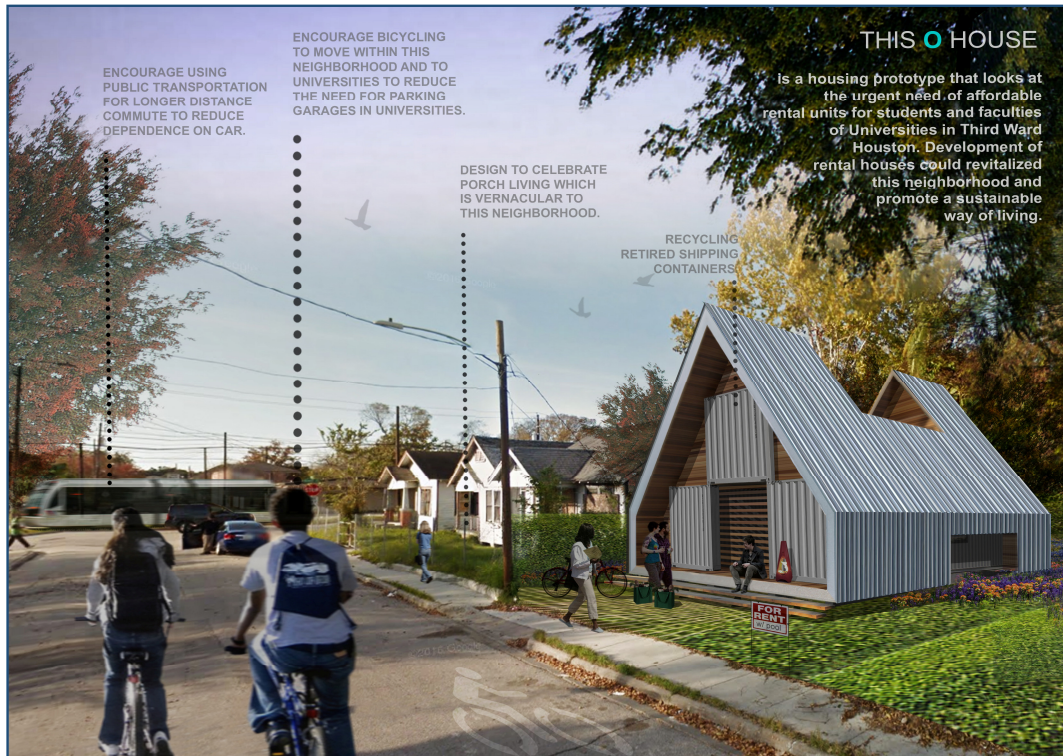 THIS O HOUSE
is a housing prototype that looks at
the urgent need of affordable
rental units for students and faculties
of Universities in Third Ward
Houston. Development of
rental houses could revitalized
this neighborhood and
promote a sustainable
way of living.
ENCOURAGE USING
PUBLIC TRANSPORTATION
FOR LONGER DISTANCE
COMMUTE TO REDUCE
DEPENDENCE ON CAR.
ENCOURAGE BICYCLING
TO MOVE WITHIN THIS
NEIGHBORHOOD AND TO
UNIVERSITIES TO REDUCE
THE NEED FOR PARKING
GARAGES IN UNIVERSITIES.
DESIGN TO CELEBRATE
PORCH LIVING WHICH
IS VERNACULAR TO
THIS NEIGHBORHOOD.
RECYCLING
RETIRED SHIPPING
CONTAINERS
FOR
RENT
w/ pool